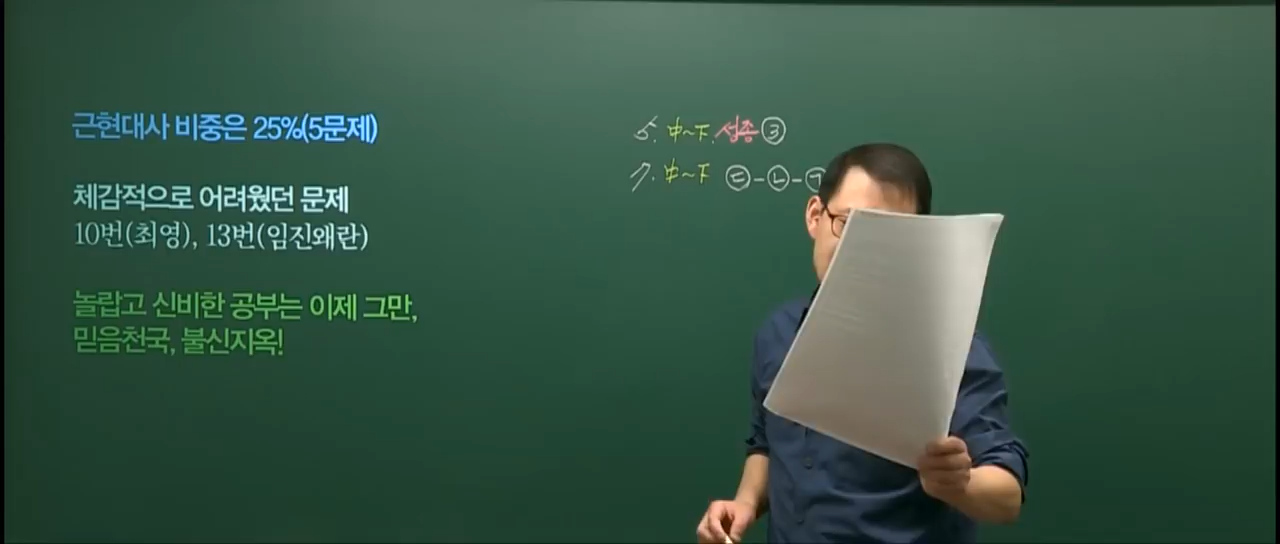 근현대사 비중은 25%(5문제)
체감적으로 어려웠던 문제
10번(최영), 13번(임진왜란)
놀랍고 신비한 공부는 이제 그만,
믿음천국, 불신지옥!
6. 中~下. 성종 ③
7. 中~下 ㉢-㉡-㉠